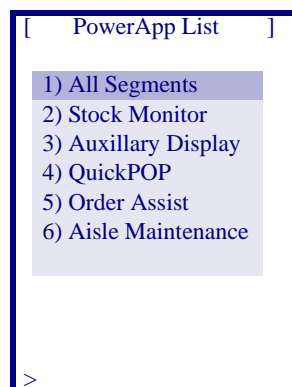 [ PowerApp List ]
1) All Segments
2) Stock Monitor
3) Auxillary Display
4) QuickPOP
5) Order Assist
6) Aisle Maintenance
>